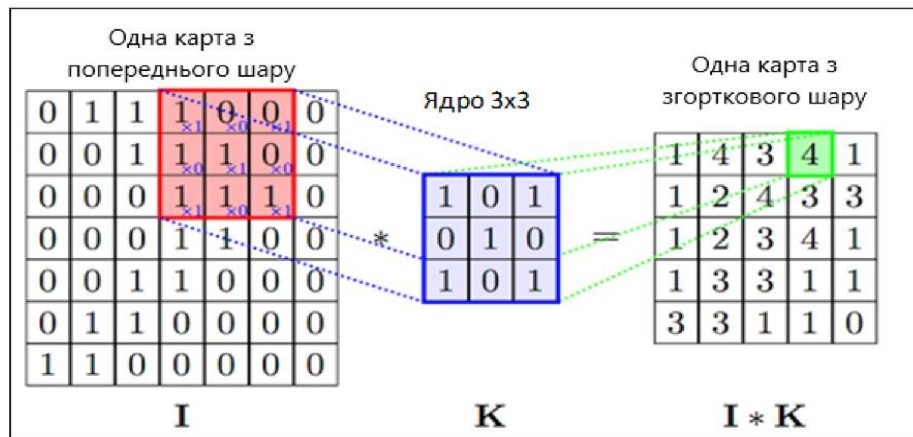 Одна карта з
попереднього шару
Ядро 3x3
Одна карта з
згорткового шару
0 1 1 1 0 0 0
×1 ×0 ×1
0 0 1 1 1 0 0
×0 ×1 ×0
0 0 0 1 1 1 0
×1 ×0 ×1
0 0 0 1 1 0 0
0 0 1 1 0 0 0
0 1 1 0 0 0 0
1 1 0 0 0 0 0
*
1 0 1
0 1 0
1 0 1
=
1 4 3 4 1
1 2 4 3 3
1 2 3 4 1
1 3 3 1 1
3 3 1 1 0
I
K
I * K